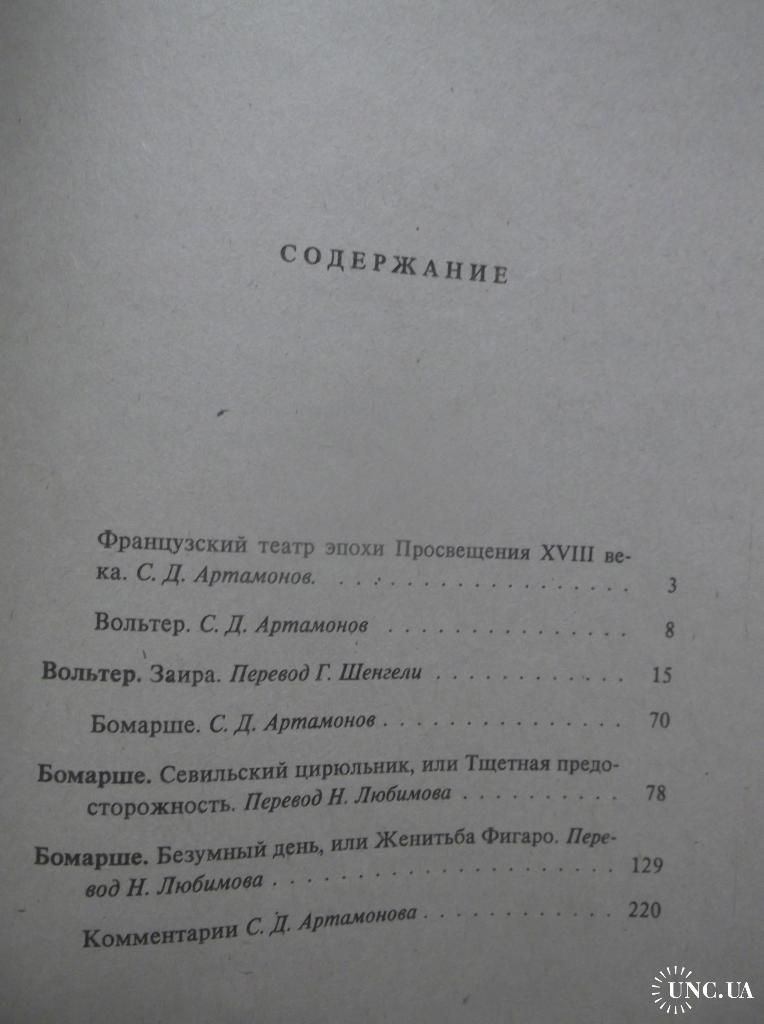 СОДЕРЖАНИЕ
Французский театр эпохи Просвещения XVIII ве-
ка. С. Д. Артамонов. . . . . . . . . . . . . . . . . . 3
Вольтер. С. Д. Артамонов . . . . . . . . . . . . . . 8
Вольтер. Заира. Перевод Г. Шенгели . . . . . . . . . . . 15
Бомарше. С. Д. Артамонов . . . . . . . . . . . . . . 70
Бомарше. Севильский цирюльник, или Тщетная предо-
сторожность. Перевод Н. Любимова . . . . . . . . . . 78
Бомарше. Безумный день, или Женитьба Фигаро. Пере-
вод Н. Любимова . . . . . . . . . . . . . . . . . . . 129
Комментарии С. Д. Артамонова . . . . . . . . . . . . 220
UNC.UA